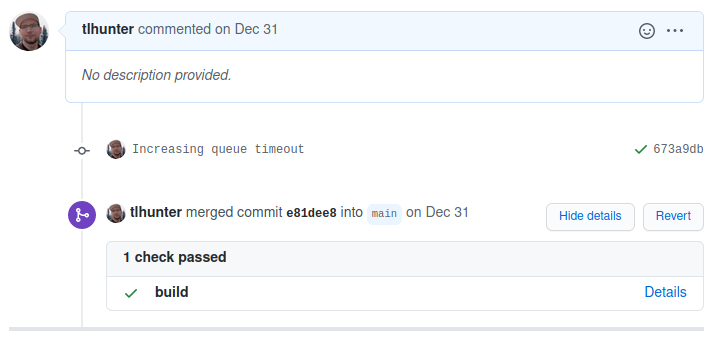 tlhunter commented on Dec 31
No description provided.
Increasing queue timeout 673a9db
tlhunter merged commit e81dee8 into main on Dec 31 Hide details Revert
1 check passed
build Details